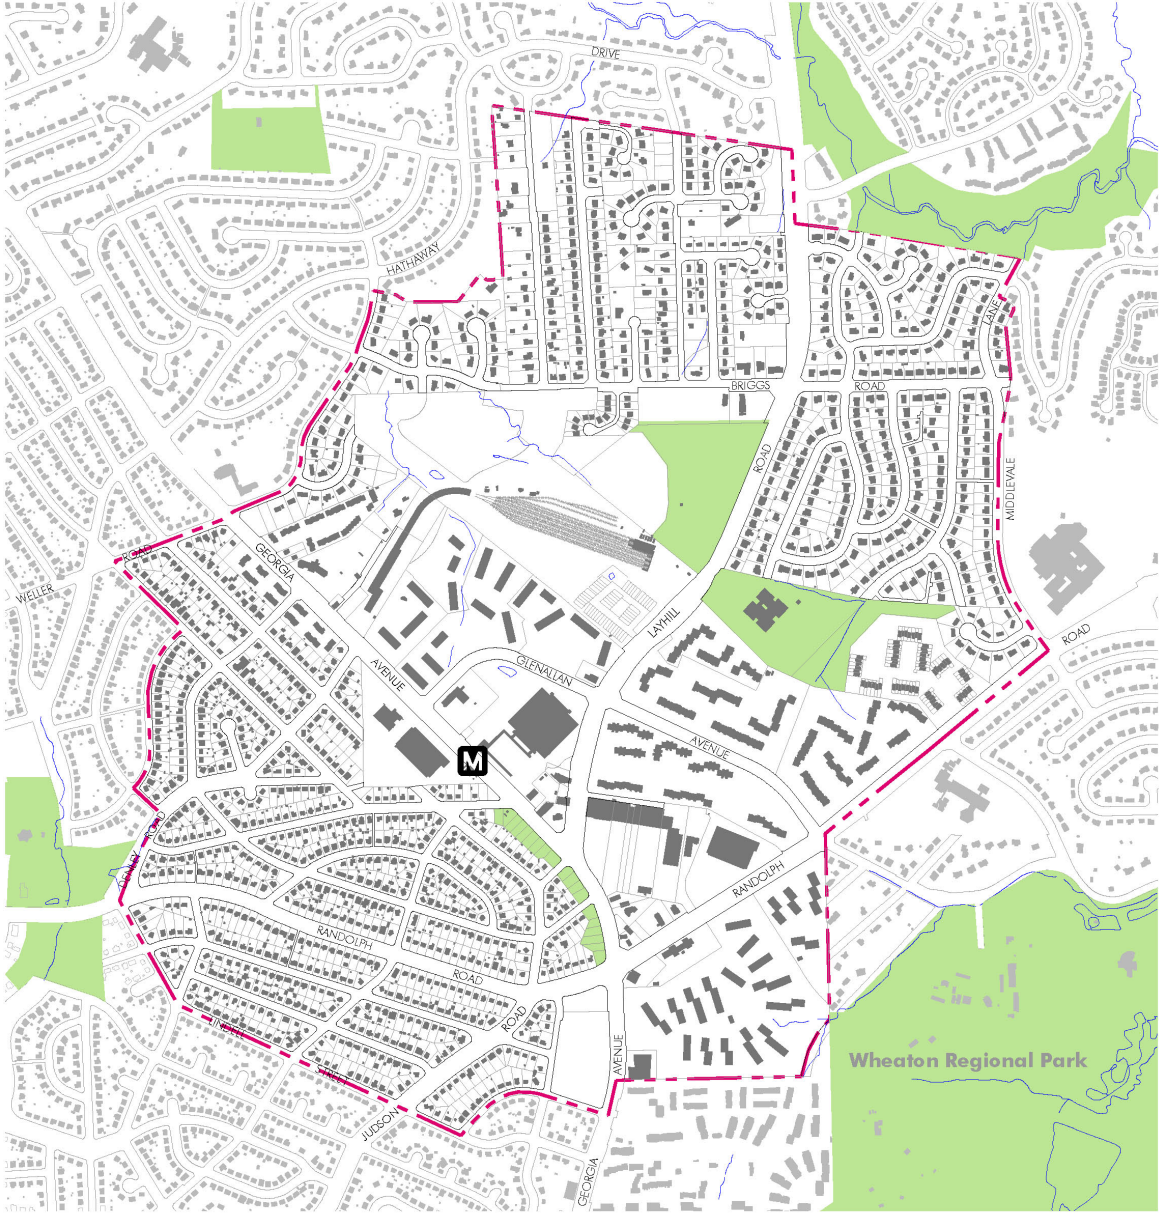 DRIVE
HATHAWAY
LANE
BRIGGS
ROAD
ROAD
MIDDLEVALE
ROAD
GEORGIA
WELLER
LAYHILL
ROAD
AVENUE
GLENALLAN
AVENUE
M
ROAD
DENLEY
RANDOLPH
RANDOLPH
ROAD
ROAD
AVENUE
Wheaton Regional Park
JUDSON
GEORGIA